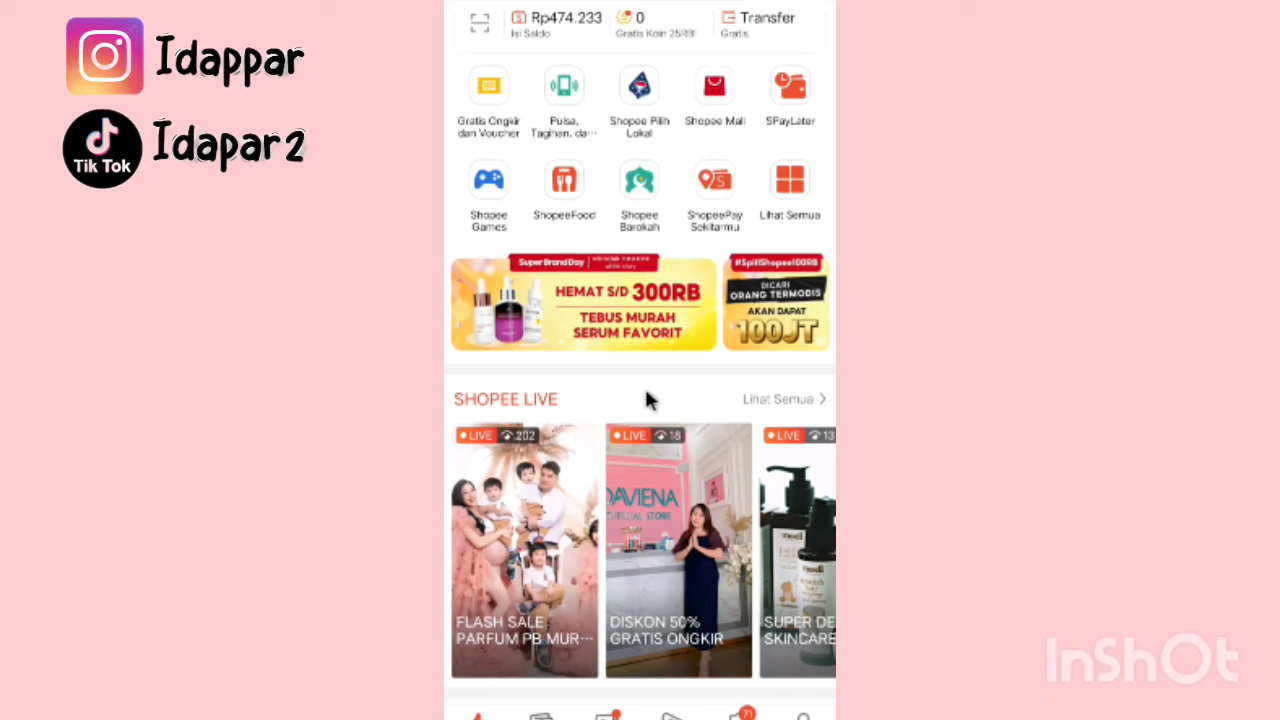 Idappar
Tik Tok
Idapar2
Rp474.233
Isi Saldo
0
Gratis Koin 25RB!
Transfer
Gratis
Gratis Ongkir
dan Voucher
Pulsa,
Tagihan, da...
Shopee Pilih
Lokal
Shopee Mall
SPayLater
Shopee
Games
ShopeeFood
Shopee
Barokah
ShopeePay
Sekitarmu
Lihat Semua
Super Brand Day
HEMAT S/D 300RB
TEBUS MURAH
SERUM FAVORIT
#SpillShopee100RB
DICARI
ORANG TERMODIS
AKAN DAPAT
100JT
SHOPEE LIVE
Lihat Semua >
LIVE 202
FLASH SALE
PARFUM PB MUR...
LIVE 18
DAVIENA
STORE
DISKON 50%
GRATIS ONGKIR
LIVE 13
SUPER DE
SKINCARE
71
InShOt